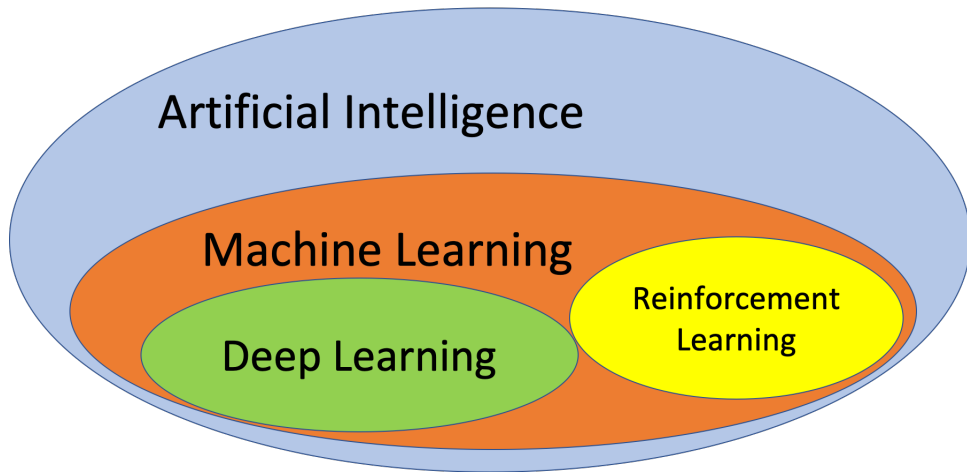 Artificial Intelligence
Machine Learning
Reinforcement
Learning
Deep Learning